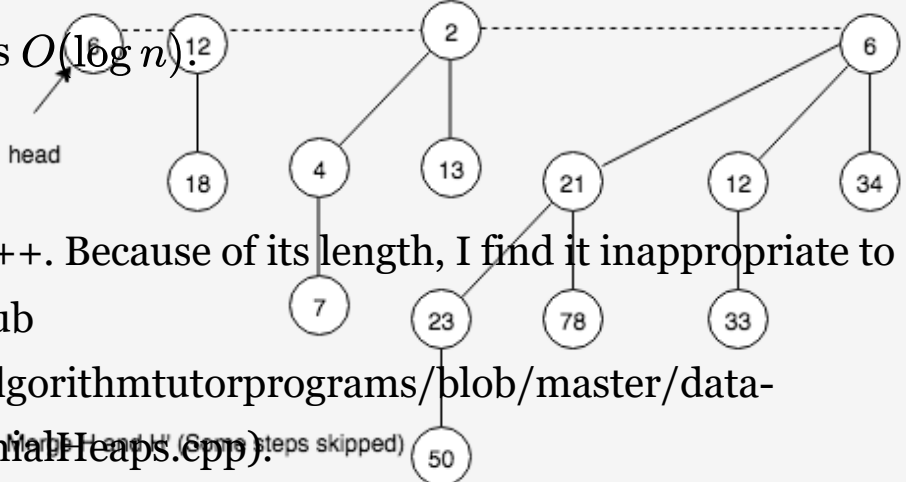 2
s O(log n).
6 12 6
head
18 4 13 21 12 34
++. Because of its length, I find it inappropriate to
7 23 78 33
ub
lgorithmtutorprograms/blob/master/data-
Merge H and H' (Some steps skipped)
nialHeaps.cpp).
50